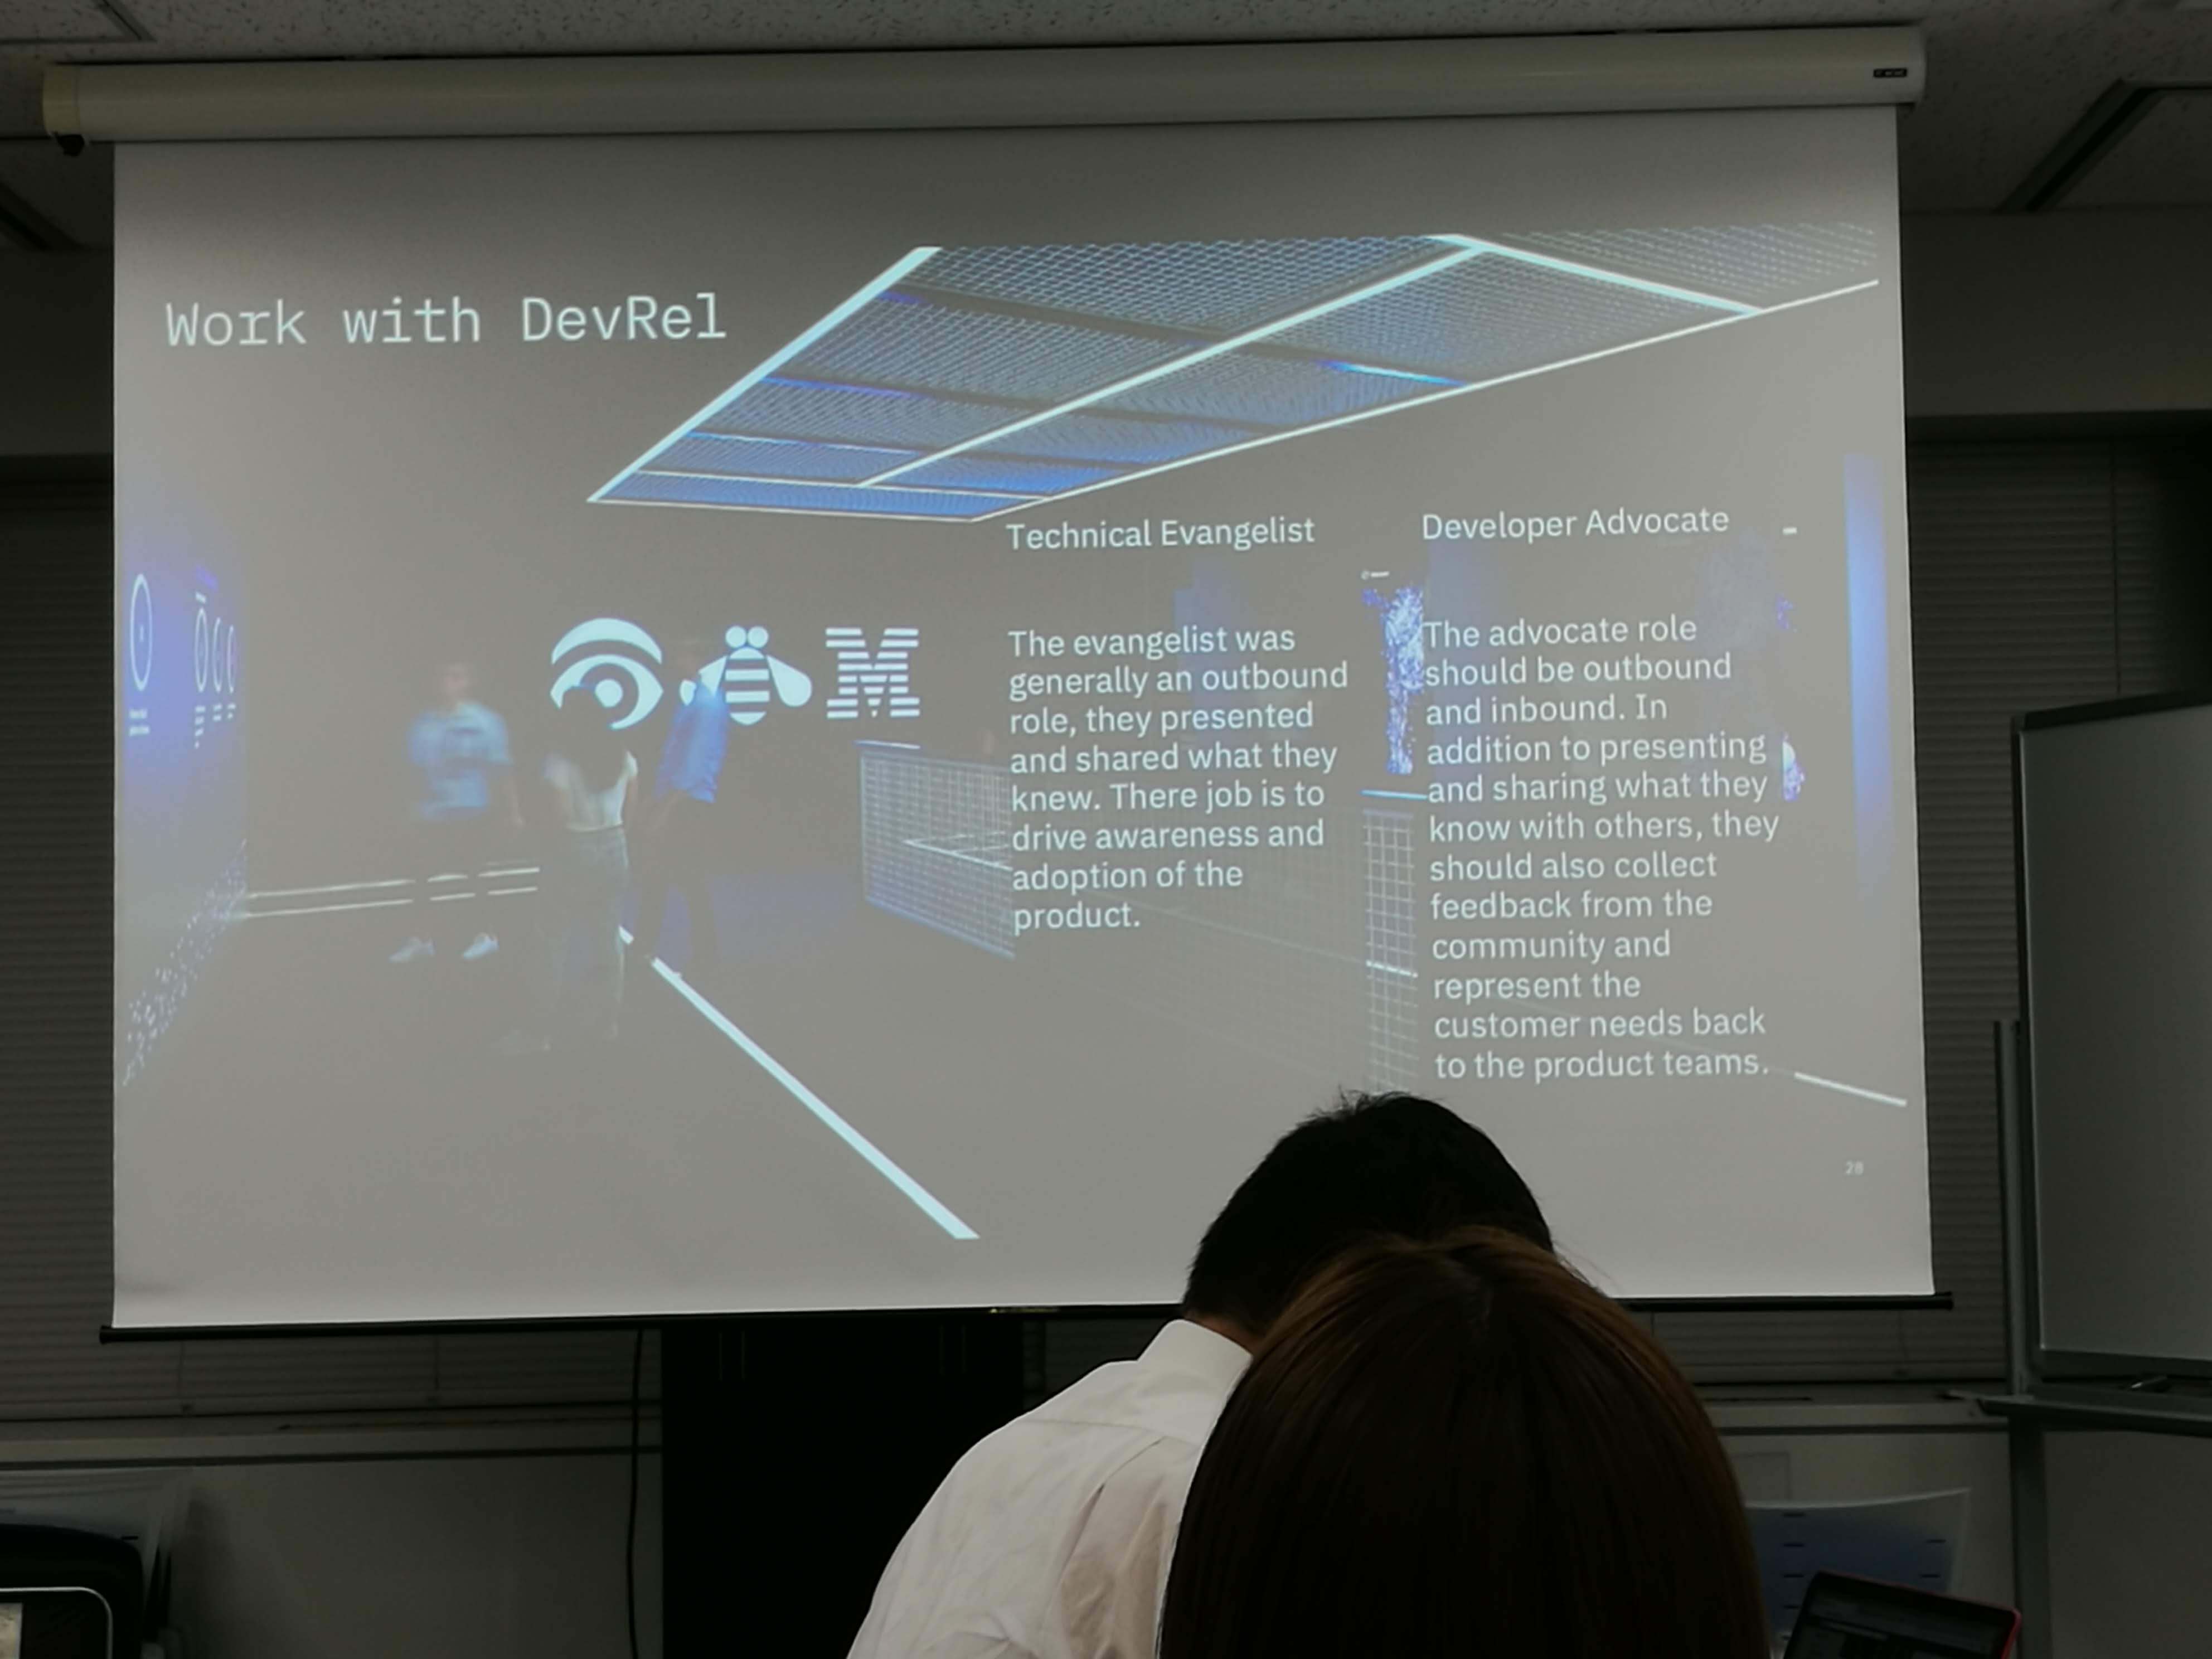 Work with DevRel
Technical Evangelist
The evangelist was
generally an outbound
role, they presented
and shared what they
knew. There job is to
drive awareness and
adoption of the
product.
Developer Advocate
The advocate role
should be outbound
and inbound. In
addition to presenting
and sharing what they
know with others, they
should also collect
feedback from the
community and
represent the
customer needs back
to the product teams.
M
28